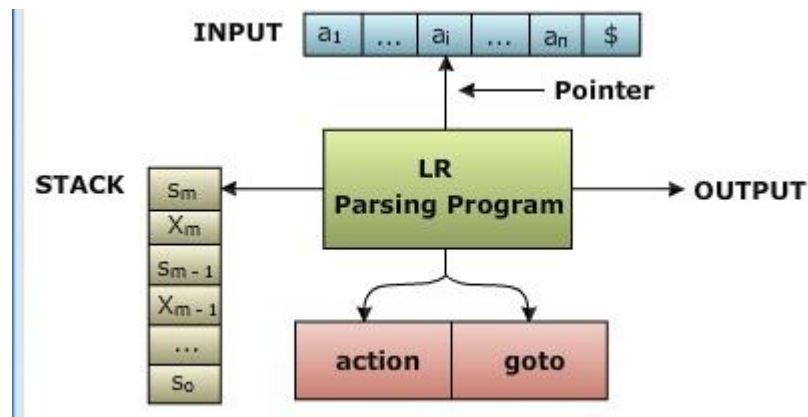 INPUT a₁ ... aᵢ ... aₙ $
Pointer
LR
Parsing Program
STACK
OUTPUT
sₘ
Xₘ
sₘ₋₁
Xₘ₋₁
...
s₀
action goto